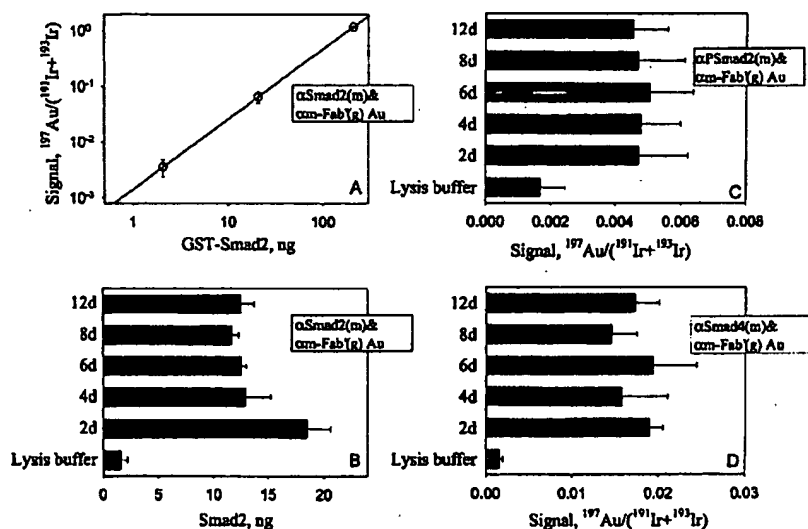 Signal, ¹⁹⁷Au/(¹⁹¹Ir+¹⁹³Ir)
10⁰
10⁻¹
10⁻²
10⁻³
1
10
100
GST-Smad2, ng
αSmad2(m)&
αm-Fab'(g) Au
A
12d
8d
6d
4d
2d
Lysis buffer
0.000
0.002
0.004
0.006
0.008
Signal, ¹⁹⁷Au/(¹⁹¹Ir+¹⁹³Ir)
αPSmad2(m)&
αm-Fab'(g) Au
C
12d
8d
6d
4d
2d
Lysis buffer
0
5
10
15
20
Smad2, ng
αSmad2(m)&
αm-Fab'(g) Au
B
12d
8d
6d
4d
2d
Lysis buffer
0.00
0.01
0.02
0.03
Signal, ¹⁹⁷Au/(¹⁹¹Ir+¹⁹³Ir)
αSmad4(m)&
αm-Fab'(g) Au
D